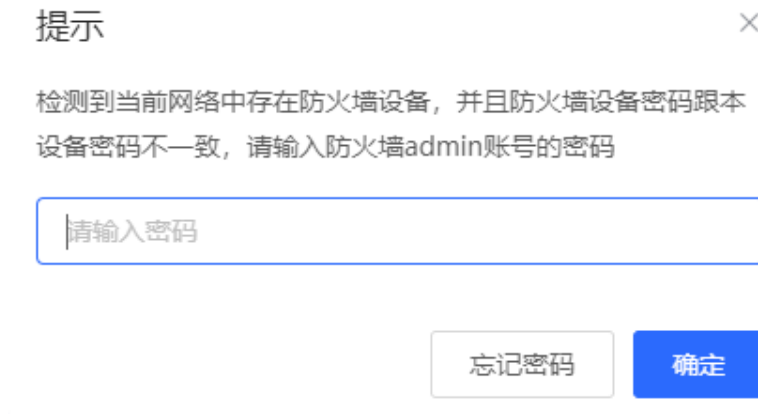 提示
检测到当前网络中存在防火墙设备，并且防火墙设备密码跟本
设备密码不一致，请输入防火墙admin账号的密码
请输入密码
忘记密码
确定